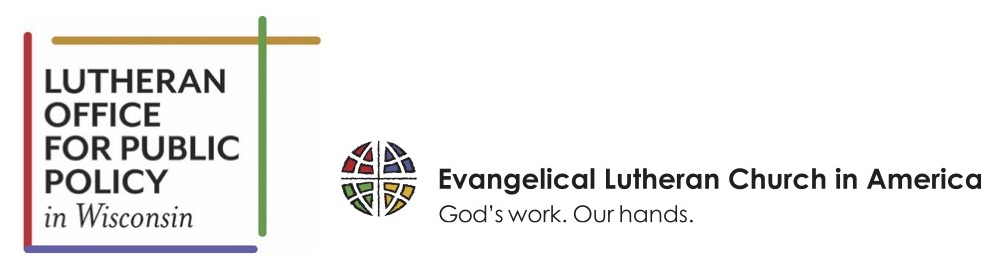 LUTHERAN
OFFICE
FOR PUBLIC
POLICY
in Wisconsin
Evangelical Lutheran Church in America
God's work. Our hands.